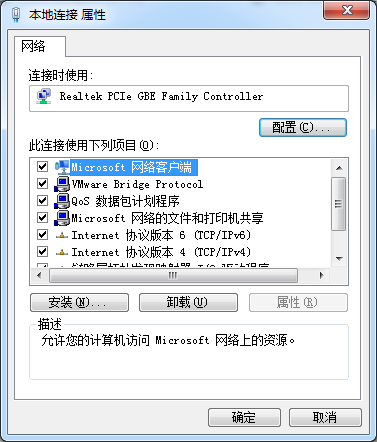 本地连接 属性
网络
连接时使用:
Realtek PCIe GBE Family Controller
配置(C)...
此连接使用下列项目(O):
Microsoft 网络客户端
VMware Bridge Protocol
QoS 数据包计划程序
Microsoft 网络的文件和打印机共享
Internet 协议版本 6 (TCP/IPv6)
Internet 协议版本 4 (TCP/IPv4)
安装(N)...
卸载(U)
属性(R)
描述
允许您的计算机访问 Microsoft 网络上的资源。
确定
取消